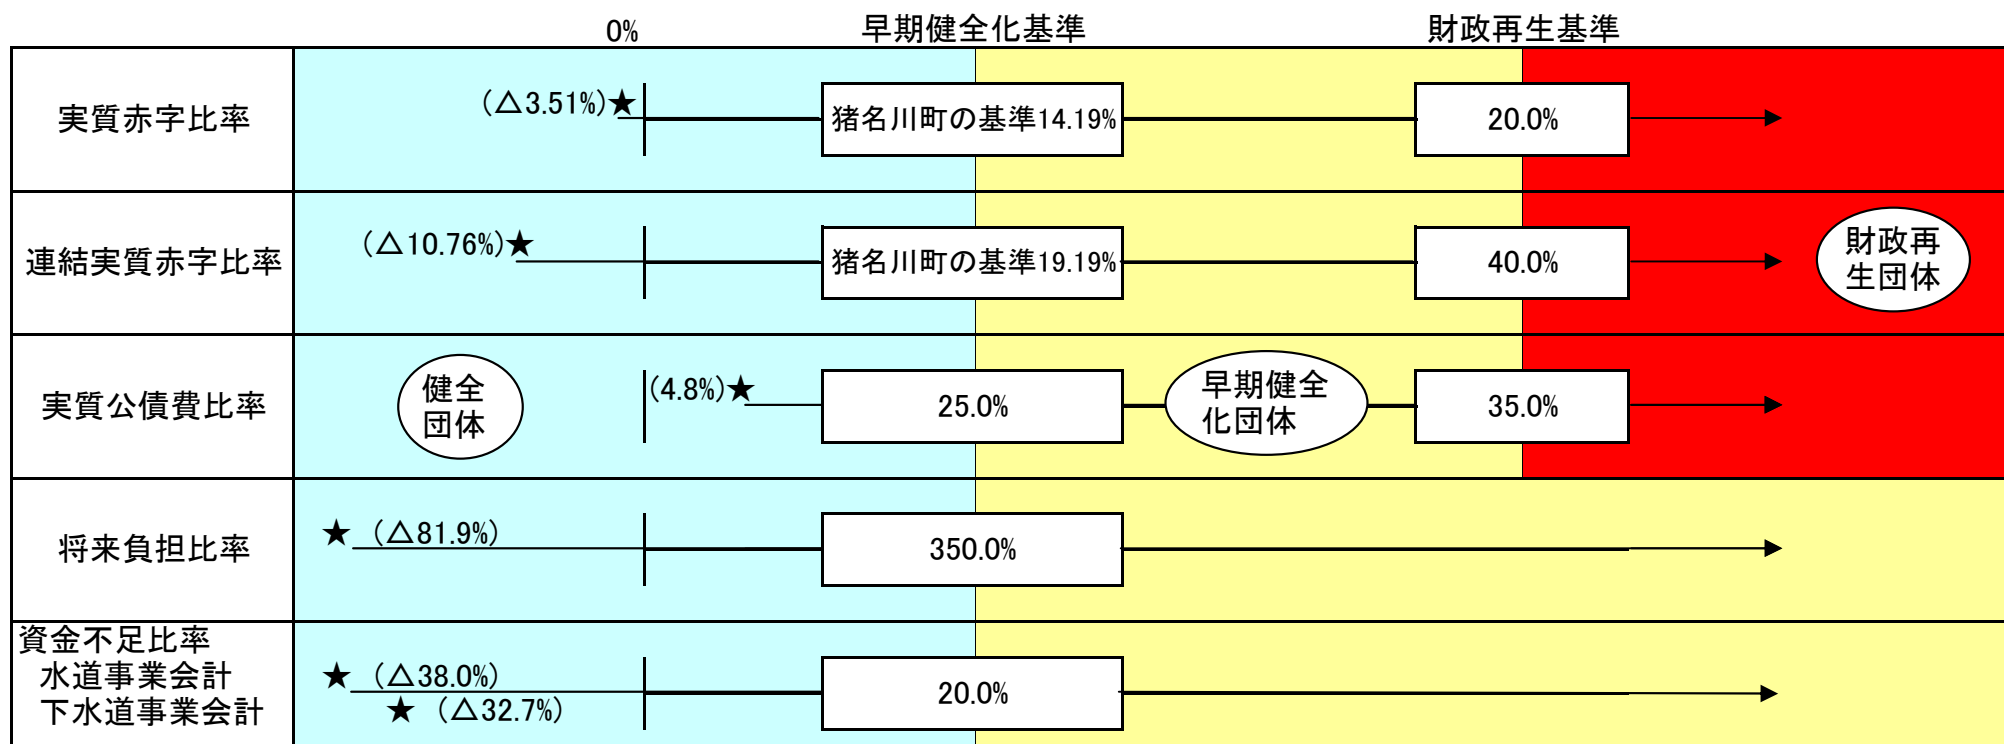 0% 早期健全化基準 財政再生基準
実質赤字比率 (△3.51%)★ 猪名川町の基準14.19% 20.0%
連結実質赤字比率 (△10.76%)★ 猪名川町の基準19.19% 40.0%
財政再
生団体
実質公債費比率
健全
団体
(4.8%)★ 25.0%
早期健全
化団体
35.0%
将来負担比率 ★ (△81.9%) 350.0%
資金不足比率
水道事業会計 ★ (△38.0%) 20.0%
下水道事業会計 ★ (△32.7%)